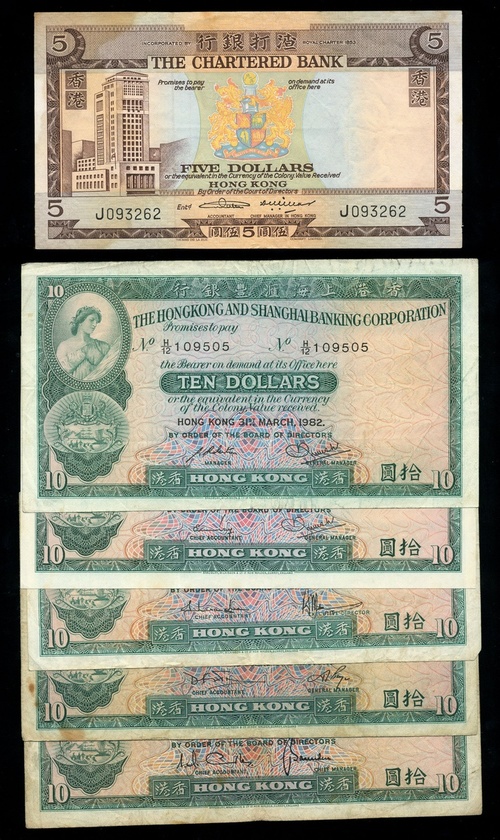 5 行銀打渣 5
INCORPORATED BY ROYAL CHARTER 1853
THE CHARTERED BANK
Promises to pay the bearer
on demand at its office here
香港
香港
FIVE DOLLARS
or the equivalent in the Currency of the Colony, Value Received
HONG KONG
By Order of the Court of Directors
J093262
J093262
Entd
ACCOUNTANT CHIEF MANAGER IN HONG KONG
5 圓伍 5 圓伍 5
10 行銀豐滙海上港香
THE HONGKONG AND SHANGHAI BANKING CORPORATION
Promises to pay
No H/12 109505 No H/12 109505
the Bearer on demand at its Office here
TEN DOLLARS
or the equivalent in the Currency
of the Colony, Value received.
HONG KONG 31ST MARCH, 1982.
BY ORDER OF THE BOARD OF DIRECTORS
MANAGER GENERAL MANAGER
10 港香 HONG KONG 港香 圓拾 10
CHIEF ACCOUNTANT GENERAL MANAGER
10 港香 HONG KONG 港香 圓拾 10
BY ORDER OF THE BOARD OF DIRECTORS
CHIEF ACCOUNTANT DIRECTOR
10 港香 HONG KONG 港香 圓拾 10
CHIEF ACCOUNTANT GENERAL MANAGER
10 港香 HONG KONG 港香 圓拾 10
BY ORDER OF THE BOARD OF DIRECTORS
CHIEF ACCOUNTANT CHIEF MANAGER
10 港香 HONG KONG 港香 圓拾 10